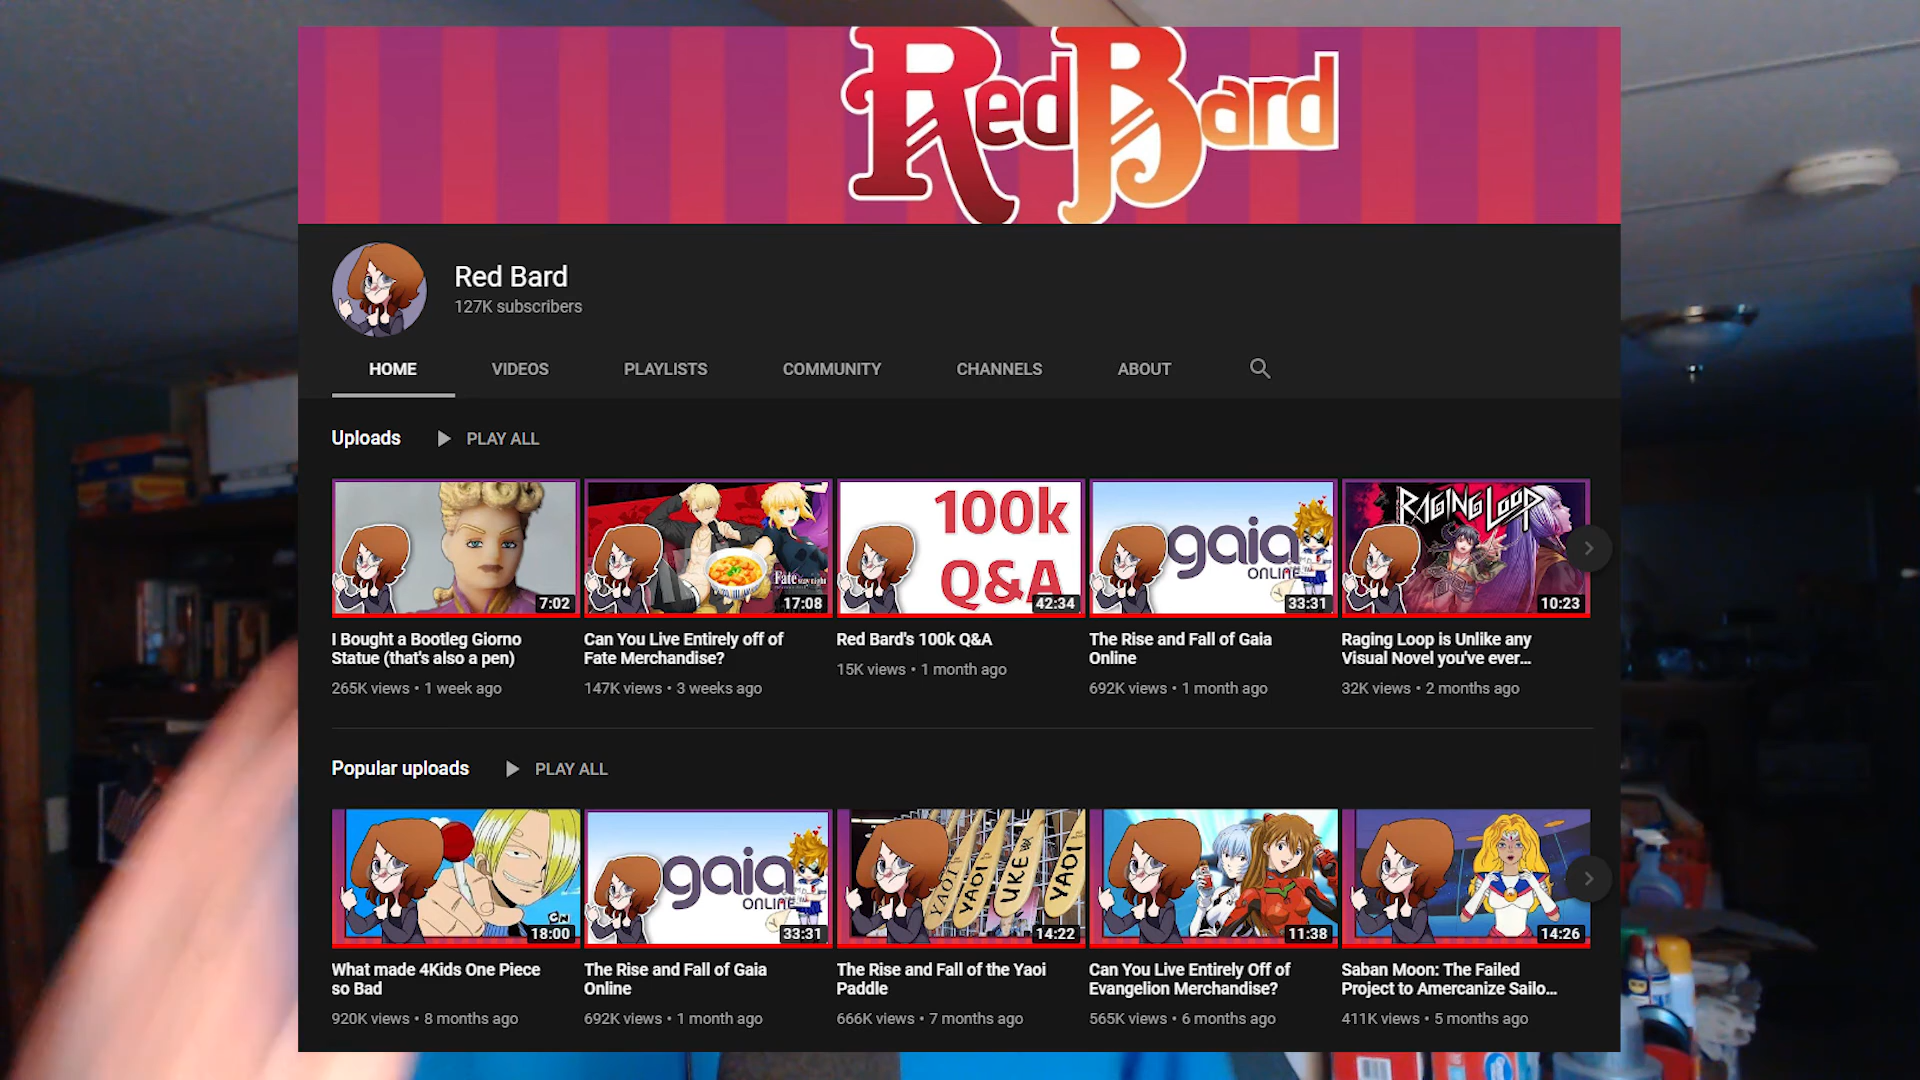 Red Bard
Red Bard
127K subscribers
HOME VIDEOS PLAYLISTS COMMUNITY CHANNELS ABOUT
Uploads PLAY ALL
7:02
Fate stay night
17:08
100k
Q&A
42:34
gaia
ONLINE
33:31
RAGING LOOP
10:23
I Bought a Bootleg Giorno
Statue (that's also a pen)
265K views • 1 week ago
Can You Live Entirely off of
Fate Merchandise?
147K views • 3 weeks ago
Red Bard's 100k Q&A
15K views • 1 month ago
The Rise and Fall of Gaia
Online
692K views • 1 month ago
Raging Loop is Unlike any
Visual Novel you've ever...
32K views • 2 months ago
Popular uploads PLAY ALL
CN
18:00
gaia
ONLINE
33:31
YAOI
YAOI
UKE
YAOI
14:22
11:38
14:26
What made 4Kids One Piece
so Bad
920K views • 8 months ago
The Rise and Fall of Gaia
Online
692K views • 1 month ago
The Rise and Fall of the Yaoi
Paddle
666K views • 7 months ago
Can You Live Entirely Off of
Evangelion Merchandise?
565K views • 6 months ago
Saban Moon: The Failed
Project to Amercanize Sailo...
411K views • 5 months ago